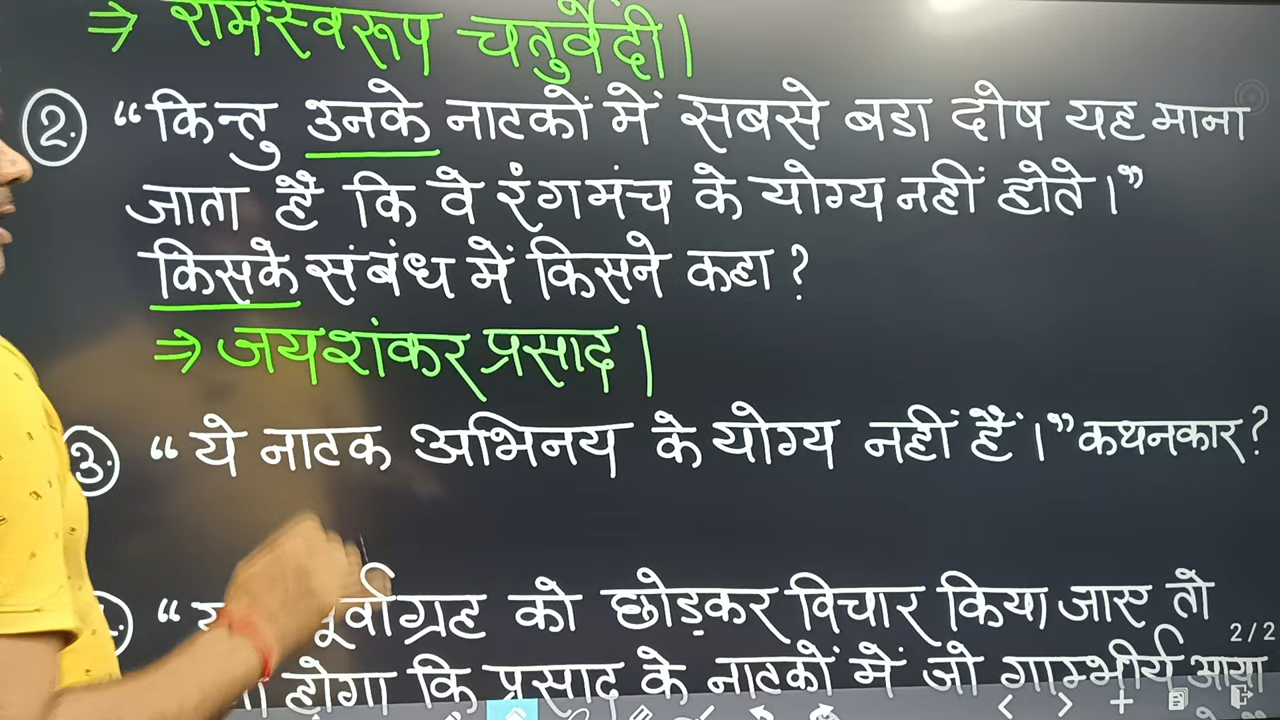 ⇒ रामस्वरूप चतुर्वेदी।
2. “किन्तु उनके नाटकों में सबसे बडा दोष यह माना
जाता है कि वे रंगमंच के योग्य नहीं होते।”
किसके संबंध में किसने कहा?
⇒ जयशंकर प्रसाद।
3. “ये नाटक अभिनय के योग्य नहीं हैं।” कथनकार?
“ पूर्वाग्रह को छोड़कर विचार किया जाए तो
होगा कि प्रसाद के नाटकों में जो गाम्भीर्य आया
2/2